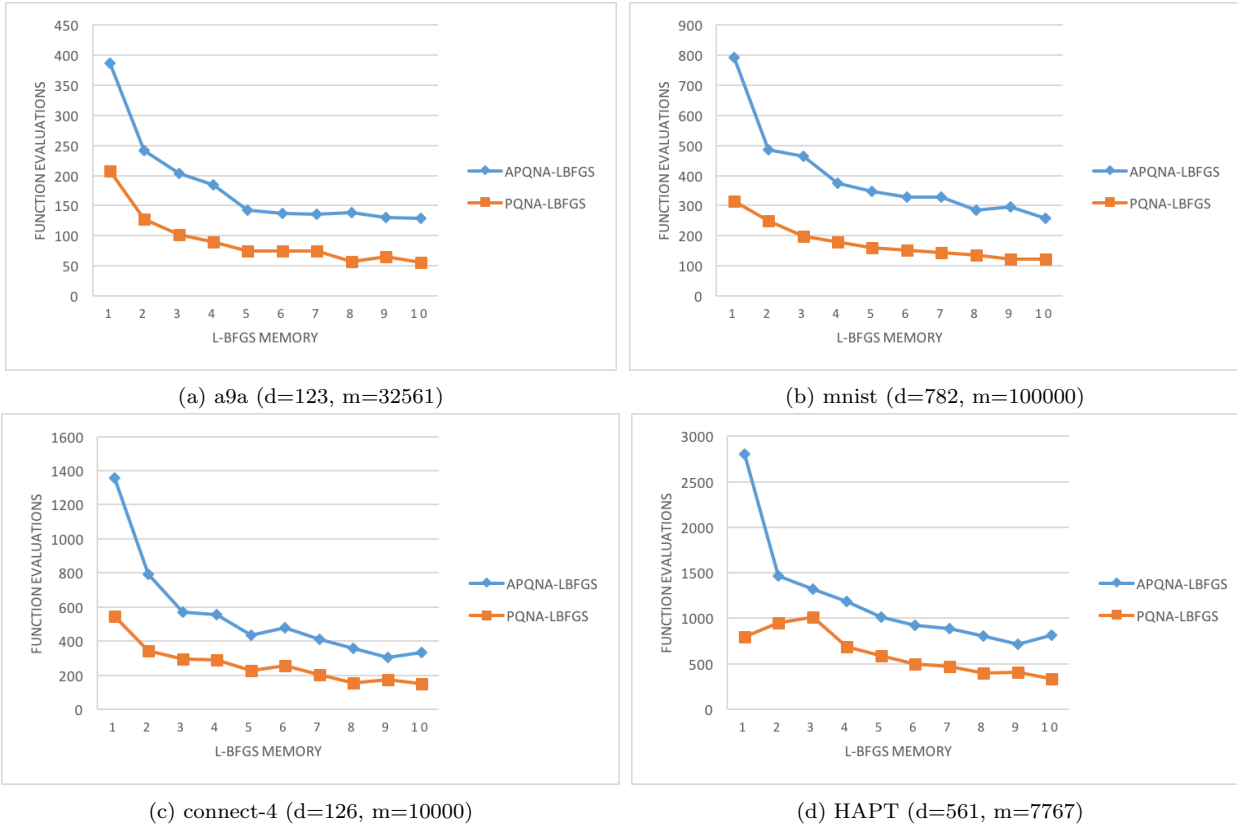 450
400
350
300
250
200
150
100
50
0
FUNCTION EVALUATIONS
1 2 3 4 5 6 7 8 9 10
L-BFGS MEMORY
APQNA-LBFGS
PQNA-LBFGS
(a) a9a (d=123, m=32561)
900
800
700
600
500
400
300
200
100
0
FUNCTION EVALUATIONS
1 2 3 4 5 6 7 8 9 10
L-BFGS MEMORY
APQNA-LBFGS
PQNA-LBFGS
(b) mnist (d=782, m=100000)
1600
1400
1200
1000
800
600
400
200
0
FUNCTION EVALUATIONS
1 2 3 4 5 6 7 8 9 10
L-BFGS MEMORY
APQNA-LBFGS
PQNA-LBFGS
(c) connect-4 (d=126, m=10000)
3000
2500
2000
1500
1000
500
0
FUNCTION EVALUATIONS
1 2 3 4 5 6 7 8 9 10
L-BFGS MEMORY
APQNA-LBFGS
PQNA-LBFGS
(d) HAPT (d=561, m=7767)